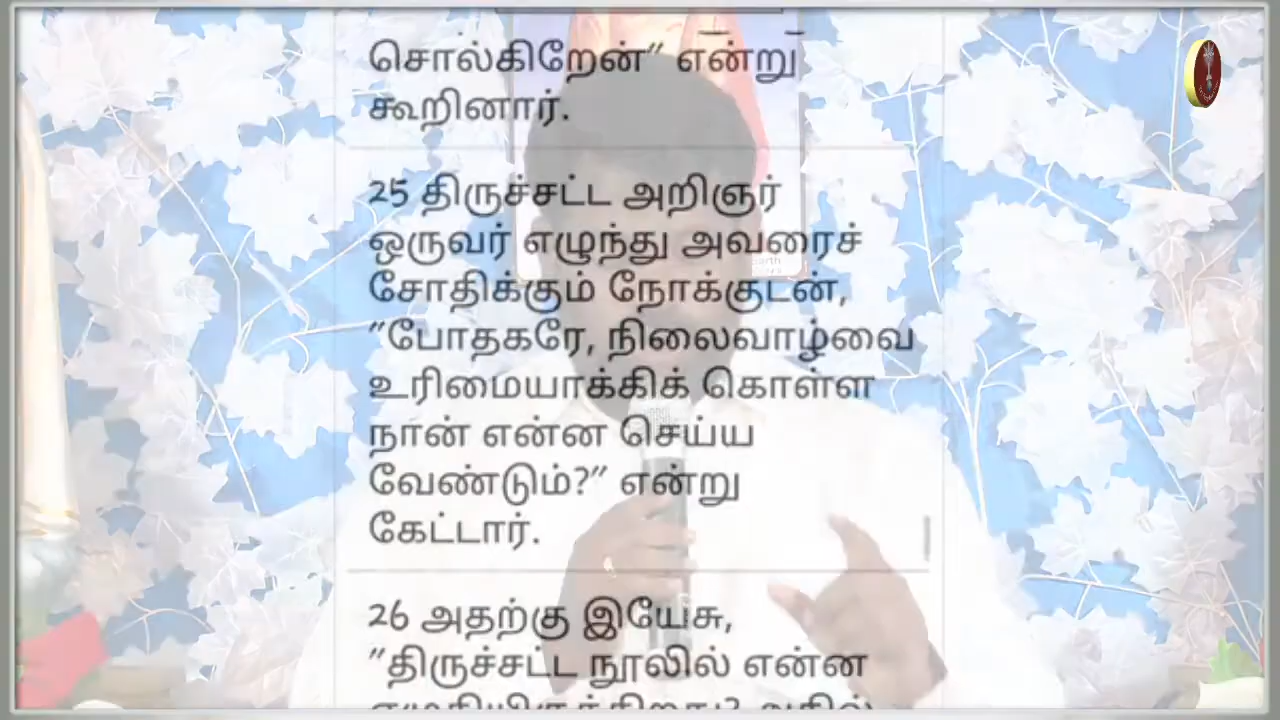 சொல்கிறேன்" என்று
கூறினார்.
25 திருச்சட்ட அறிஞர்
ஒருவர் எழுந்து அவரைச்
சோதிக்கும் நோக்குடன்,
"போதகரே, நிலைவாழ்வை
உரிமையாக்கிக் கொள்ள
நான் என்ன செய்ய
வேண்டும்?" என்று
கேட்டார்.
26 அதற்கு இயேசு,
"திருச்சட்ட நூலில் என்ன